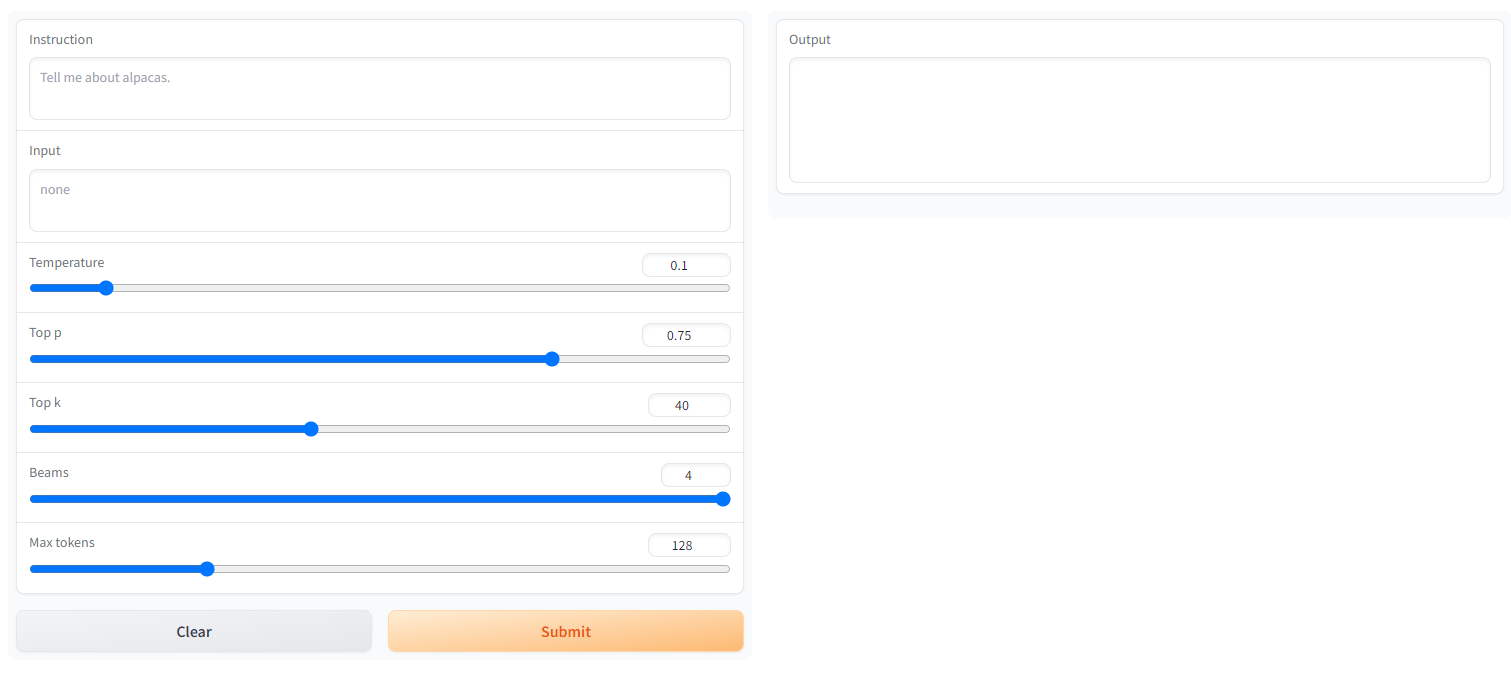 Instruction
Tell me about alpacas.
Input
none
Temperature
0.1
Top p
0.75
Top k
40
Beams
4
Max tokens
128
Clear
Submit
Output